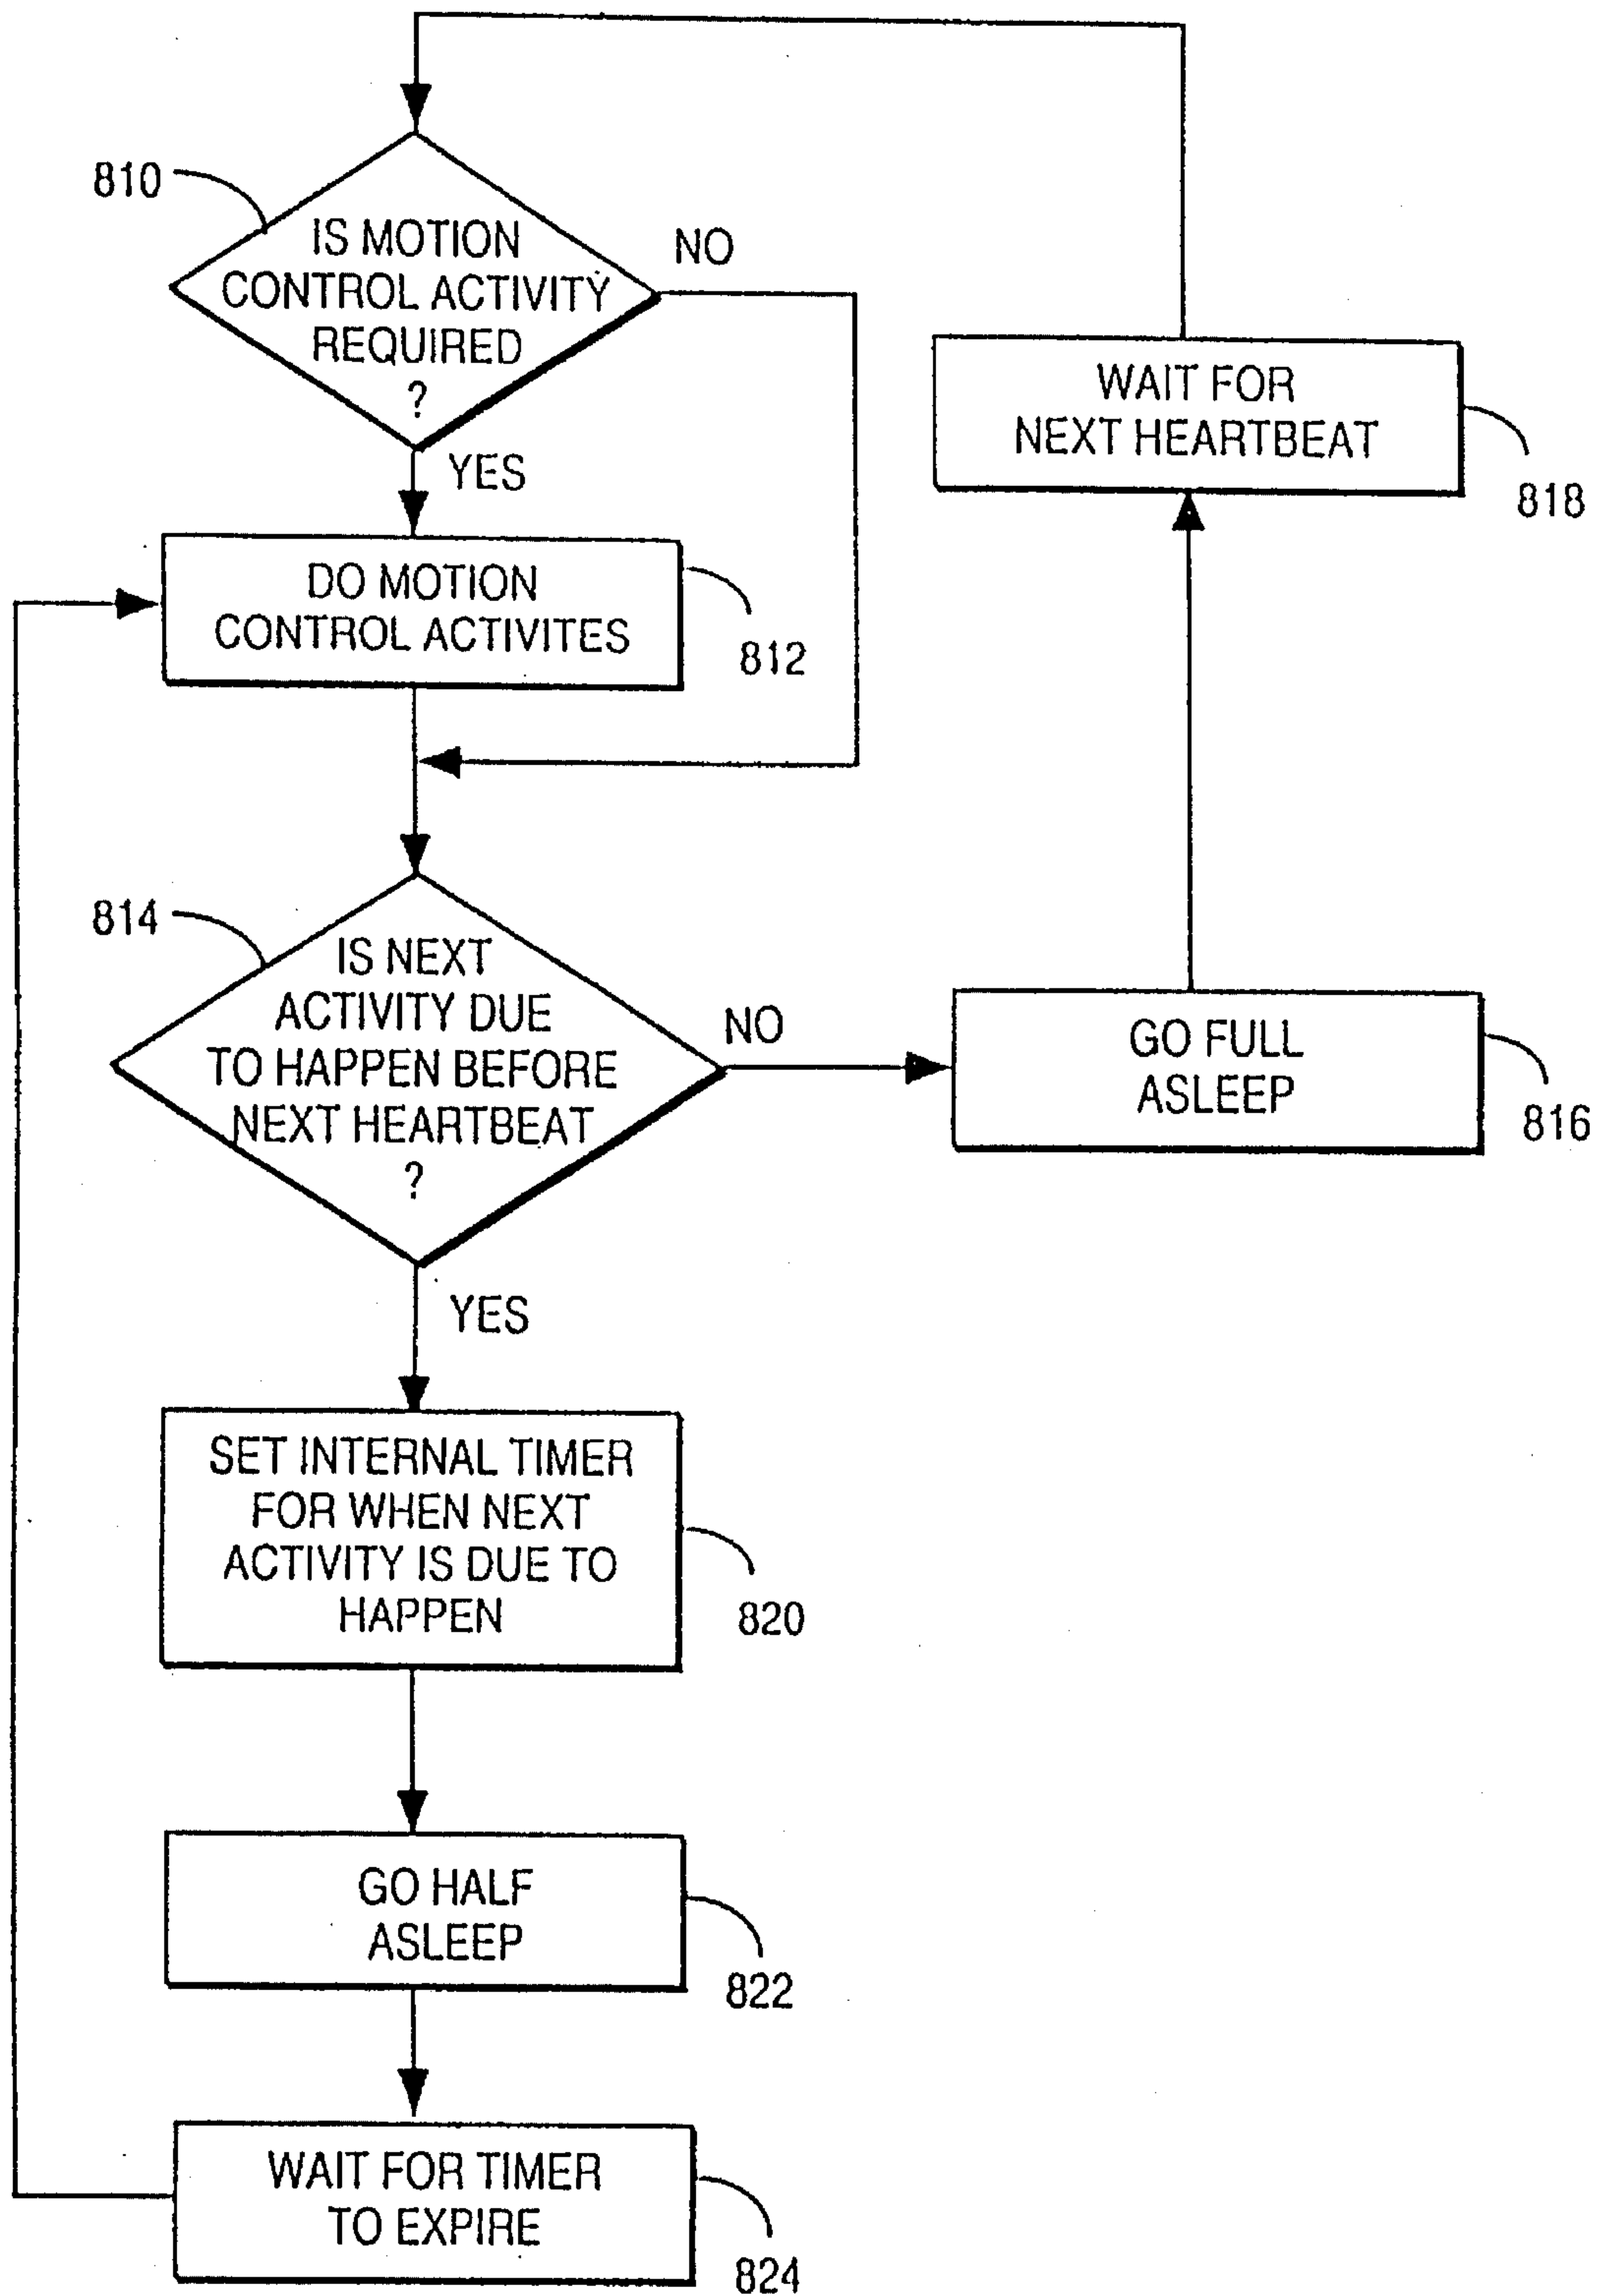 810
IS MOTION
CONTROL ACTIVITY
REQUIRED
?
NO
YES
WAIT FOR
NEXT HEARTBEAT
818
DO MOTION
CONTROL ACTIVITES
812
814
IS NEXT
ACTIVITY DUE
TO HAPPEN BEFORE
NEXT HEARTBEAT
?
NO
GO FULL
ASLEEP
816
YES
SET INTERNAL TIMER
FOR WHEN NEXT
ACTIVITY IS DUE TO
HAPPEN
820
GO HALF
ASLEEP
822
WAIT FOR TIMER
TO EXPIRE
824